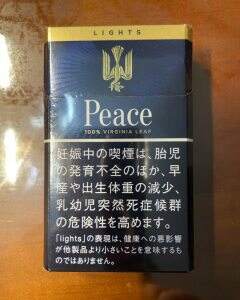 LIGHTS
Peace
100% VIRGINIA LEAF
妊娠中の喫煙は、胎児
の発育不全のほか、早
産や出生体重の減少、
乳幼児突然死症候群
の危険性を高めます。
「lights」の表現は、健康への悪影響
が他製品より小さいことを意味するも
のではありません。